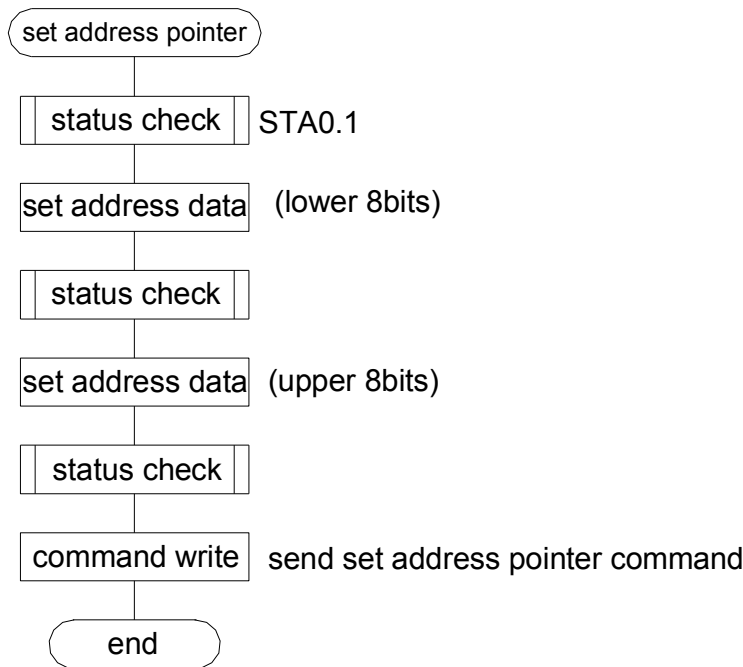 set address pointer
status check STA0.1
set address data (lower 8bits)
status check
set address data (upper 8bits)
status check
command write send set address pointer command
end